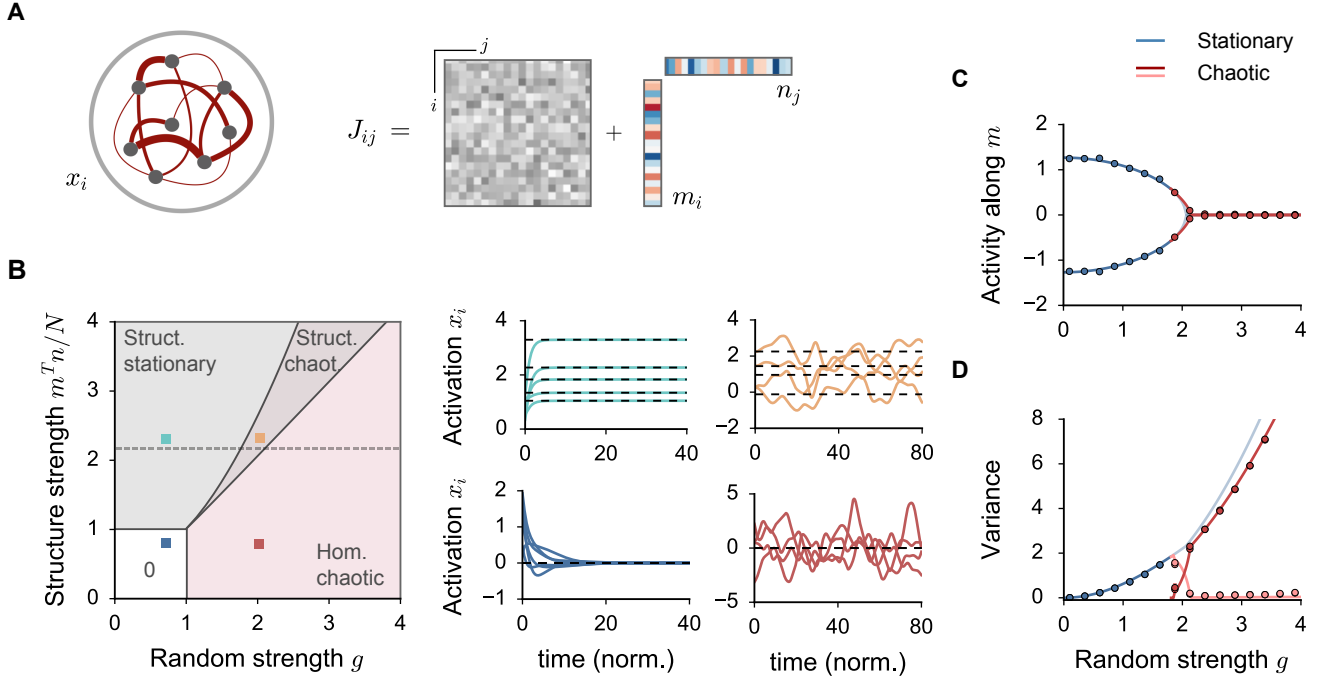 A
x_i
J_{ij} =
j
i
+
n_j
m_i
Stationary
Chaotic
C
Activity along m
2
1
0
−1
−2
0 1 2 3 4
B
Structure strength m^T n/N
4
3
2
1
0
Struct. stationary
Struct. chaot.
0
Hom. chaotic
0 1 2 3 4
Random strength g
Activation x_i
4
2
0
0 20 40
4
2
0
−2
0 40 80
Activation x_i
2
1
0
−1
0 20 40
time (norm.)
5
0
−5
0 40 80
time (norm.)
D
Variance
8
6
4
2
0
0 1 2 3 4
Random strength g